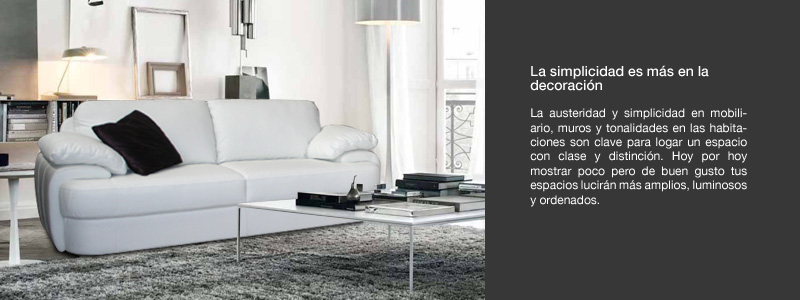 La simplicidad es más en la
decoración
La austeridad y simplicidad en mobili-
ario, muros y tonalidades en las habita-
ciones son clave para logar un espacio
con clase y distinción. Hoy por hoy
mostrar poco pero de buen gusto tus
espacios lucirán más amplios, luminosos
y ordenados.